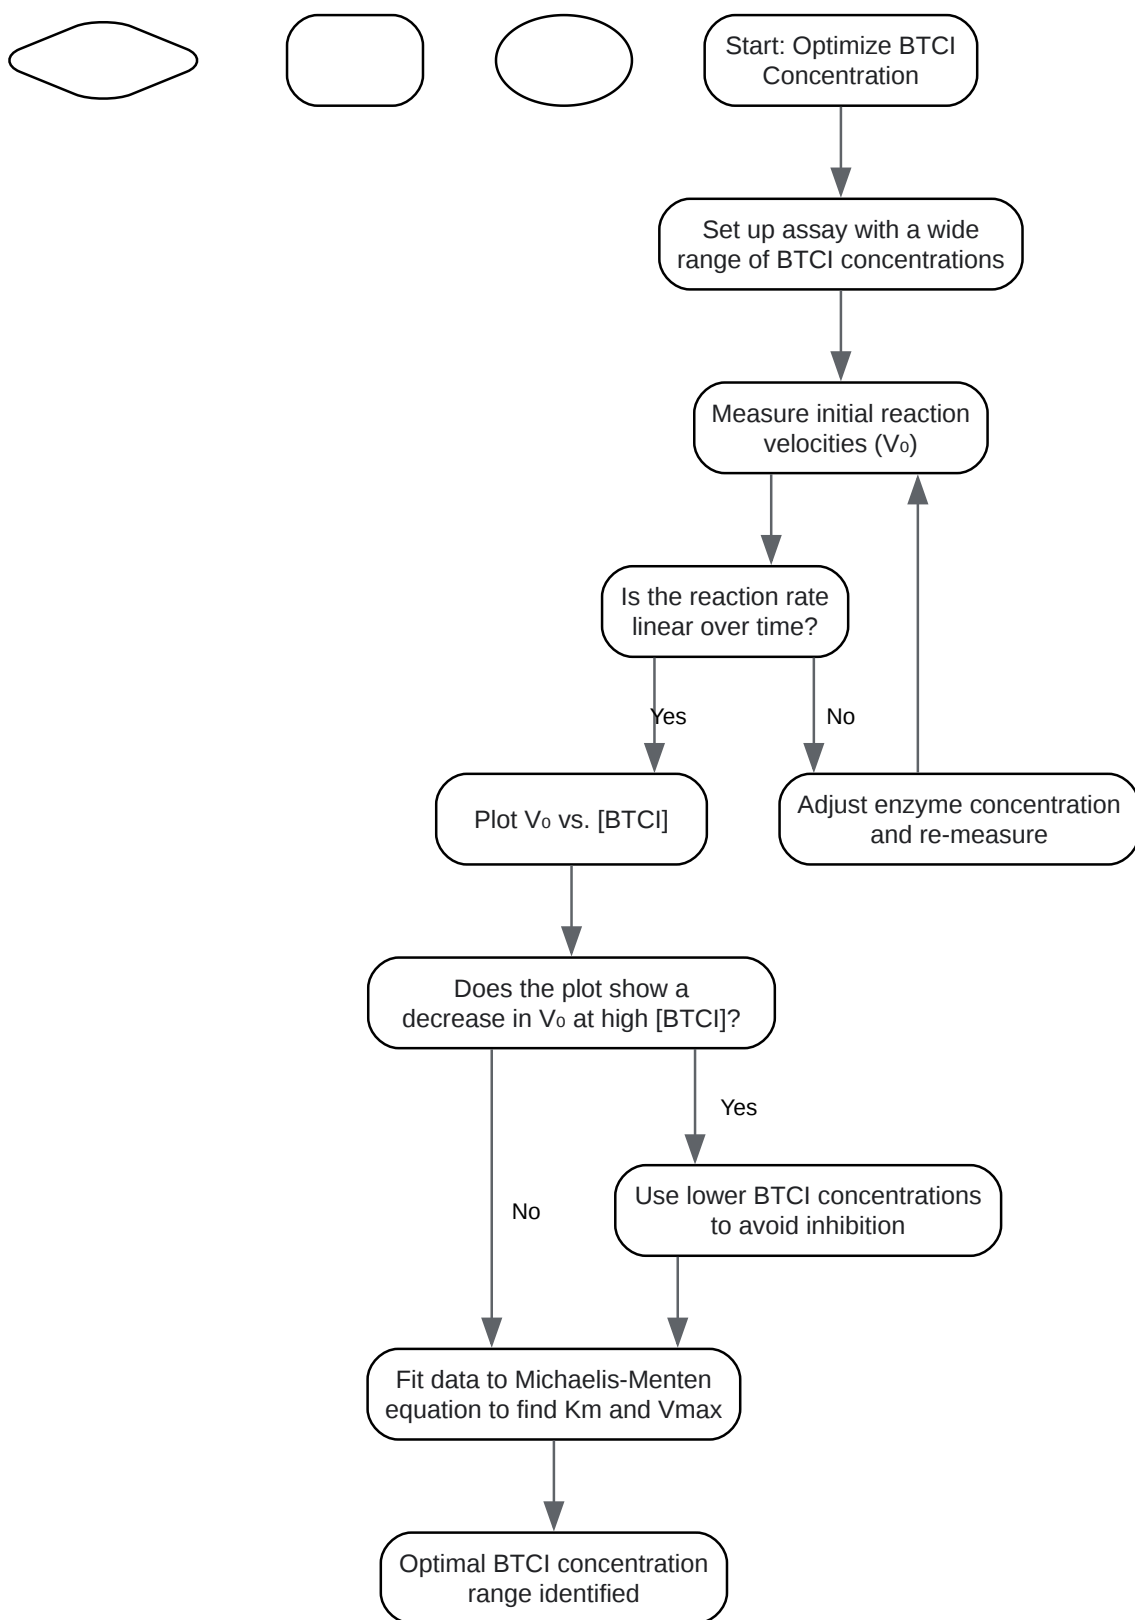 Start: Optimize BTCI
Concentration
Set up assay with a wide
range of BTCI concentrations
Measure initial reaction
velocities (V₀)
Is the reaction rate
linear over time?
Yes
No
Plot V₀ vs. [BTCI]
Adjust enzyme concentration
and re-measure
Does the plot show a
decrease in V₀ at high [BTCI]?
Yes
No
Use lower BTCI concentrations
to avoid inhibition
Fit data to Michaelis-Menten
equation to find Km and Vmax
Optimal BTCI concentration
range identified